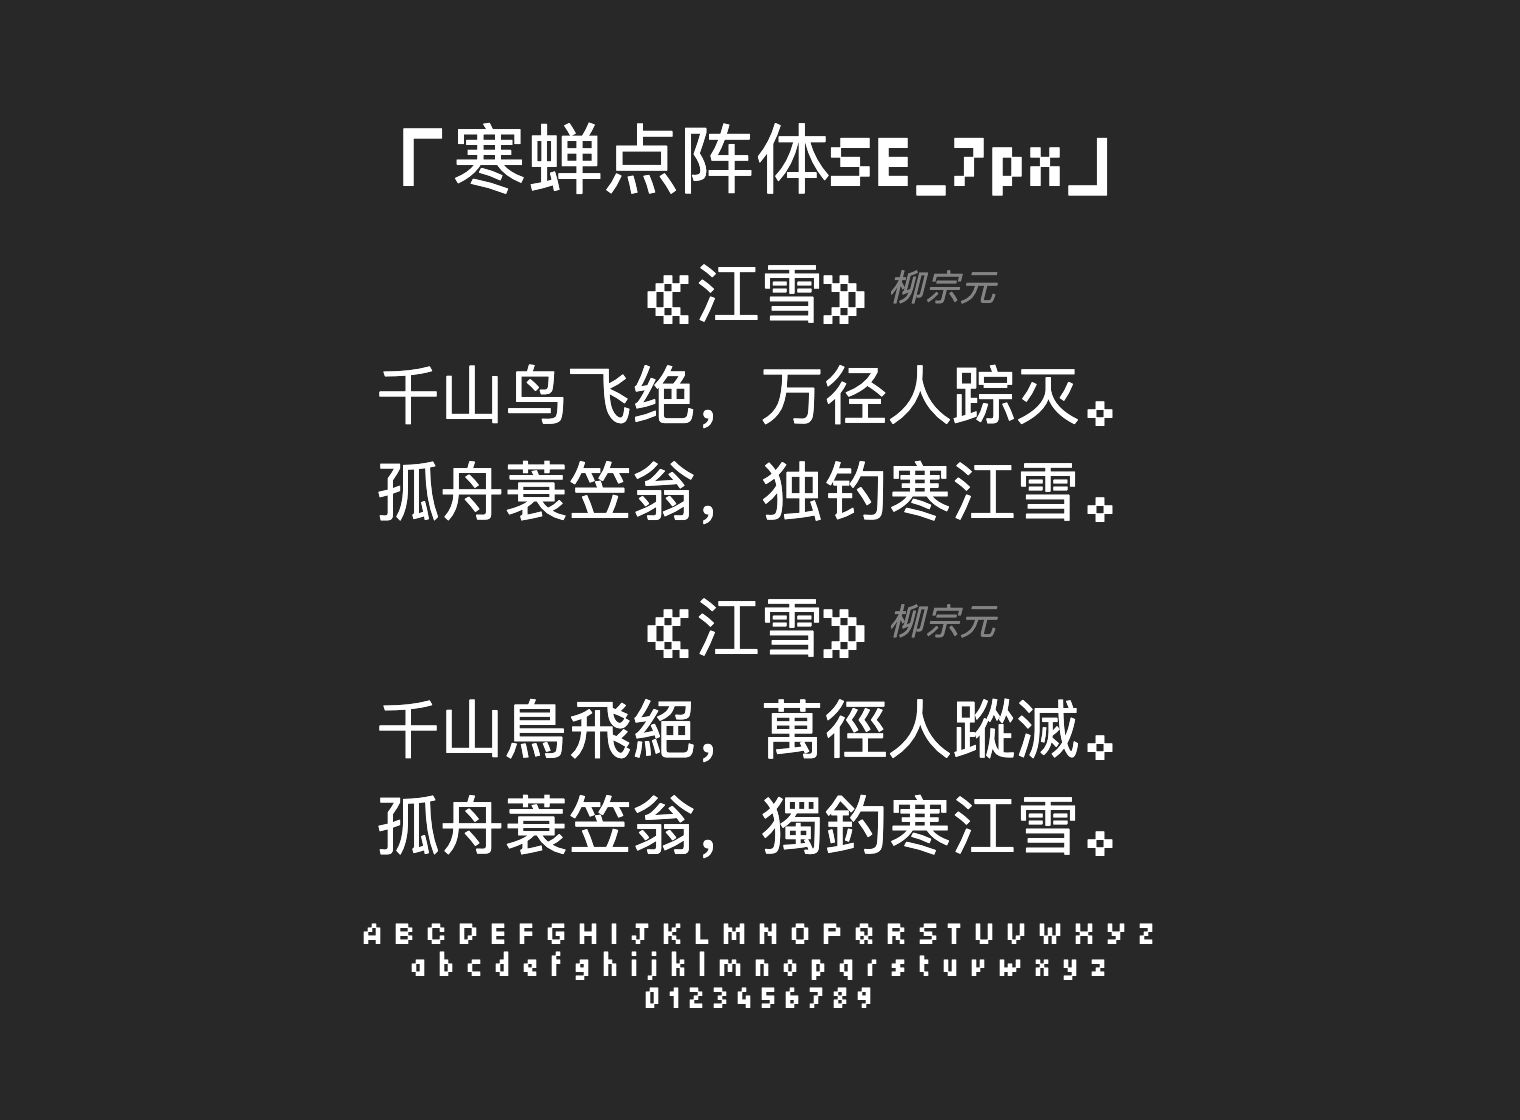 「寒蝉点阵体SE_7px」
《江雪》 柳宗元
千山鸟飞绝，万径人踪灭。
孤舟蓑笠翁，独钓寒江雪。
《江雪》 柳宗元
千山鳥飛絕，萬徑人蹤滅。
孤舟蓑笠翁，獨釣寒江雪。
A B C D E F G H I J K L M N O P Q R S T U V W X Y Z
a b c d e f g h i j k l m n o p q r s t u v w x y z
0 1 2 3 4 5 6 7 8 9